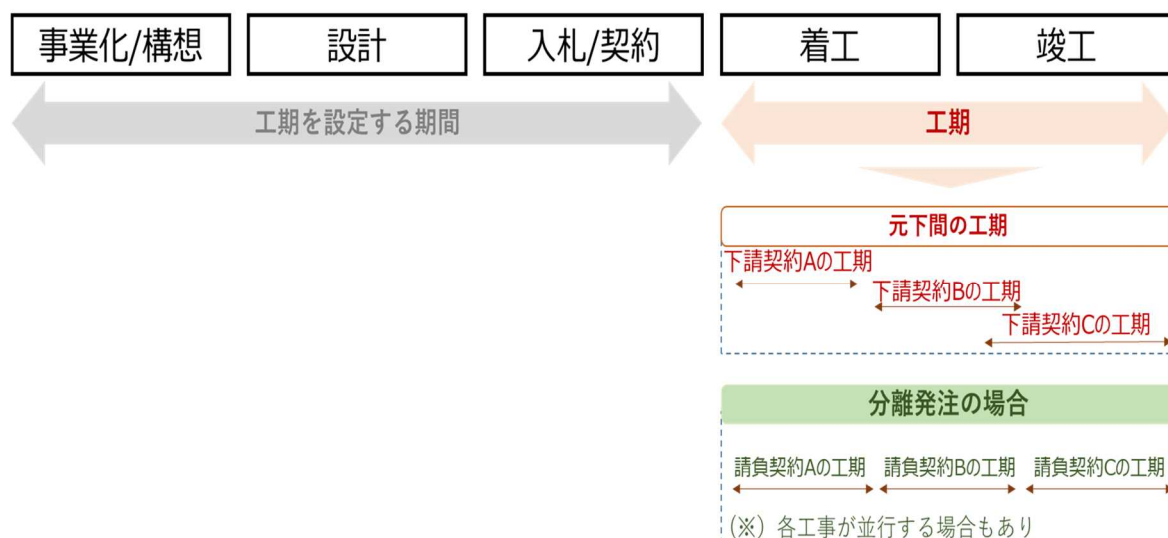 事業化/構想
設計
入札/契約
着工
竣工
工期を設定する期間
工期
元下間の工期
下請契約Aの工期
下請契約Bの工期
下請契約Cの工期
分離発注の場合
請負契約Aの工期
請負契約Bの工期
請負契約Cの工期
(※) 各工事が並行する場合もあり